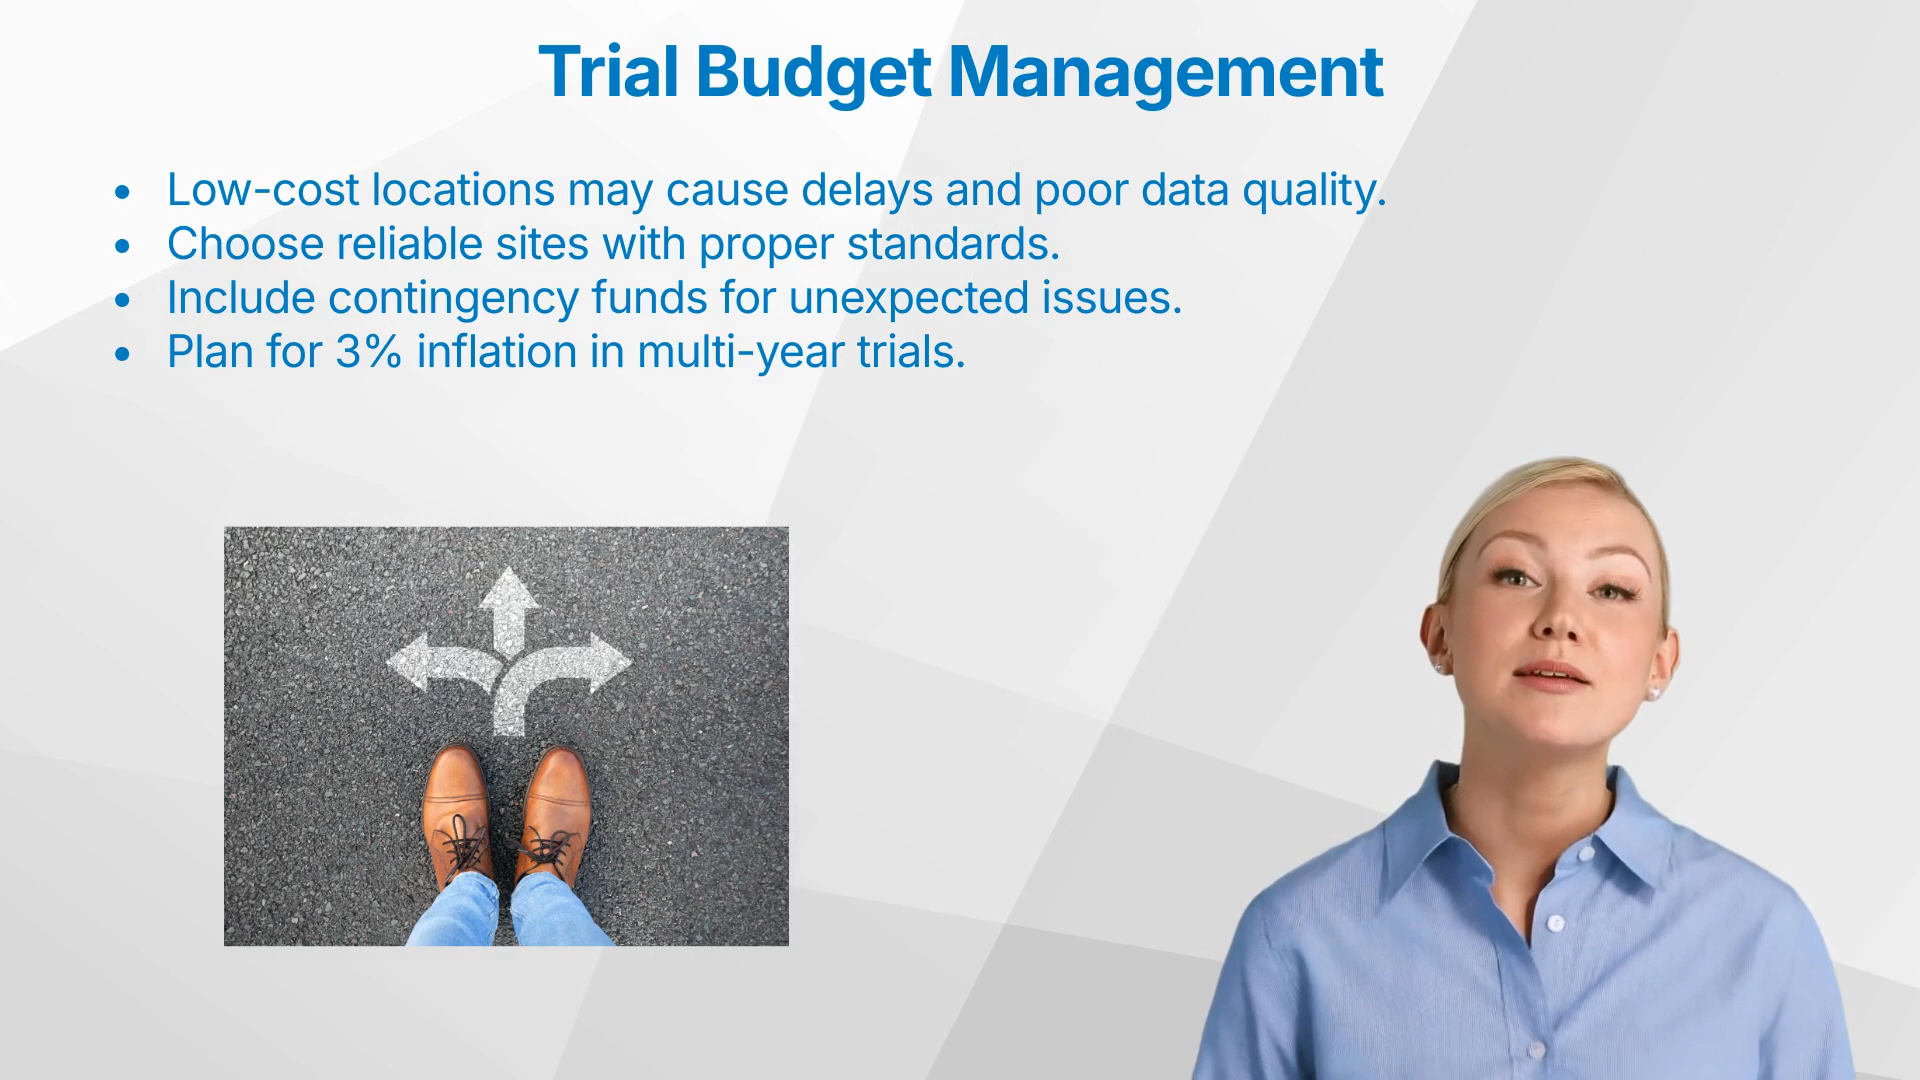 Trial Budget Management
• Low-cost locations may cause delays and poor data quality.
• Choose reliable sites with proper standards.
• Include contingency funds for unexpected issues.
• Plan for 3% inflation in multi-year trials.